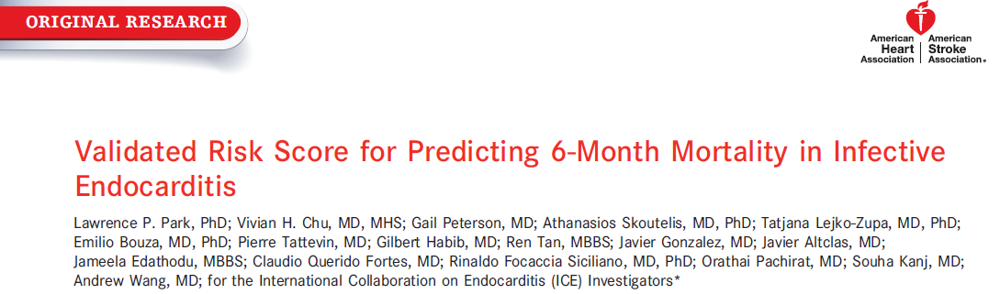 ORIGINAL RESEARCH
American Heart Association
American Stroke Association®
Validated Risk Score for Predicting 6-Month Mortality in Infective
Endocarditis
Lawrence P. Park, PhD; Vivian H. Chu, MD, MHS; Gail Peterson, MD; Athanasios Skoutelis, MD, PhD; Tatjana Lejko-Zupa, MD, PhD;
Emilio Bouza, MD, PhD; Pierre Tattevin, MD; Gilbert Habib, MD; Ren Tan, MBBS; Javier Gonzalez, MD; Javier Altclas, MD;
Jameela Edathodu, MBBS; Claudio Querido Fortes, MD; Rinaldo Focaccia Siciliano, MD, PhD; Orathai Pachirat, MD; Souha Kanj, MD;
Andrew Wang, MD; for the International Collaboration on Endocarditis (ICE) Investigators*